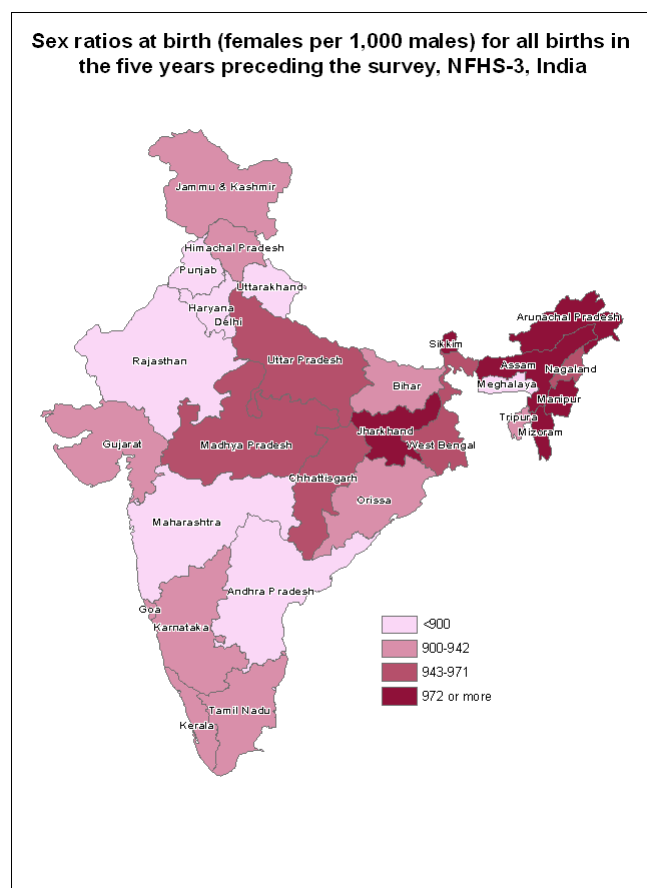 Sex ratios at birth (females per 1,000 males) for all births in
the five years preceding the survey, NFHS-3, India
Jammu & Kashmir
Himachal Pradesh
Punjab
Uttarakhand
Haryana
Delhi
Arunachal Pradesh
Sikkim
Rajasthan
Uttar Pradesh
Assam
Nagaland
Bihar
Meghalaya
Manipur
Tripura
Jharkhand
Mizoram
Gujarat
Madhya Pradesh
West Bengal
Chhattisgarh
Orissa
Maharashtra
Andhra Pradesh
Goa
Karnataka
Tamil Nadu
Kerala
<900
900-942
943-971
972 or more